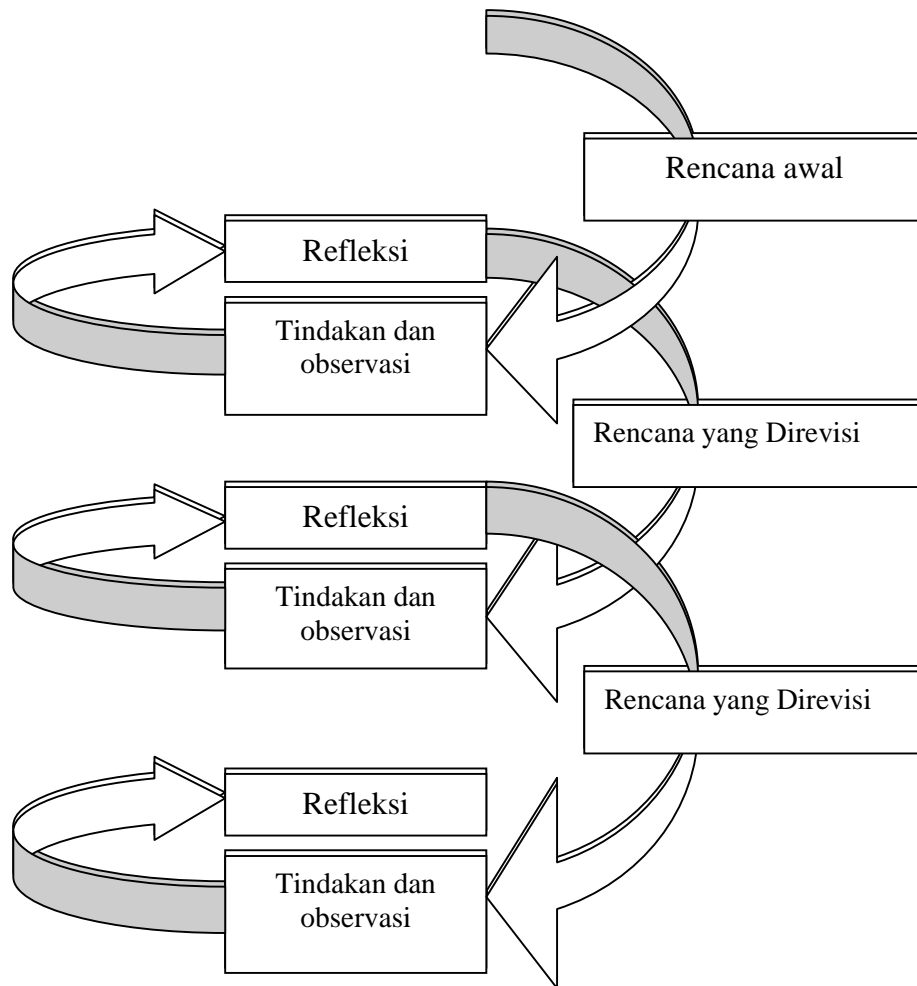 Rencana awal
Refleksi
Tindakan dan
observasi
Rencana yang Direvisi
Refleksi
Tindakan dan
observasi
Rencana yang Direvisi
Refleksi
Tindakan dan
observasi